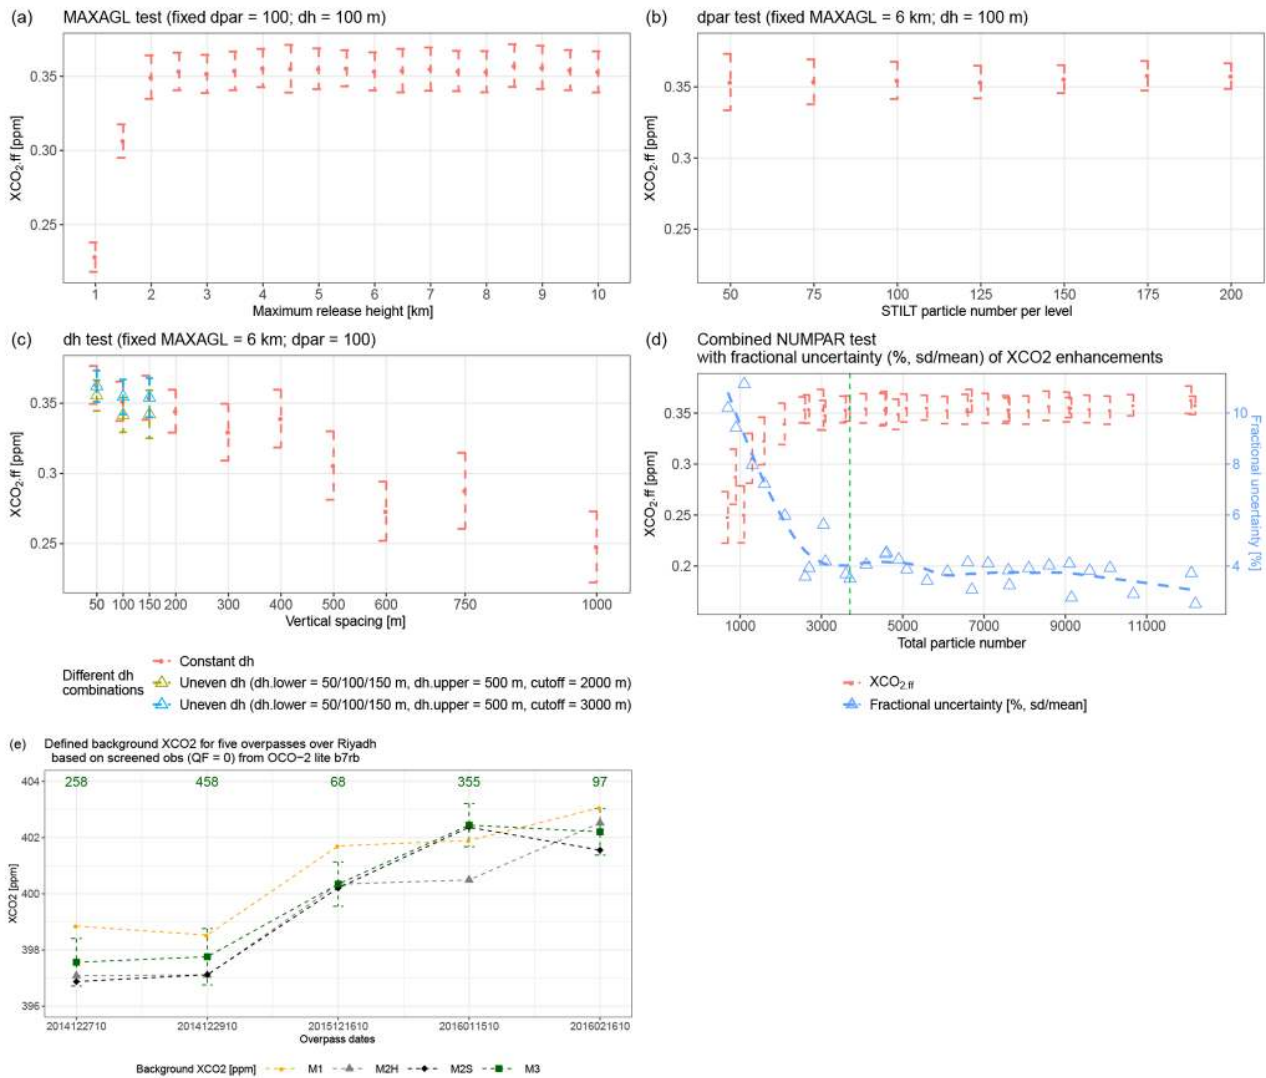 (a) MAXAGL test (fixed dpar = 100; dh = 100 m)
XCO2.ff [ppm]
0.35
0.30
0.25
1 2 3 4 5 6 7 8 9 10
Maximum release height [km]
(b) dpar test (fixed MAXAGL = 6 km; dh = 100 m)
XCO2.ff [ppm]
0.35
0.3
0.25
50 75 100 125 150 175 200
STILT particle number per level
(c) dh test (fixed MAXAGL = 6 km; dpar = 100)
XCO2.ff [ppm]
0.35
0.3
0.25
50 100 150 200 300 400 500 600 750 1000
Vertical spacing [m]
Different dh
combinations
Constant dh
Uneven dh (dh.lower = 50/100/150 m, dh.upper = 500 m, cutoff = 2000 m)
Uneven dh (dh.lower = 50/100/150 m, dh.upper = 500 m, cutoff = 3000 m)
(d) Combined NUMPAR test
with fractional uncertainty (%, sd/mean) of XCO2 enhancements
XCO2.ff [ppm]
0.35
0.3
0.25
0.2
10
8
6
4
Fractional uncertainty [%]
1000 3000 5000 7000 9000 11000
Total particle number
XCO2.ff
Fractional uncertainty [%, sd/mean]
(e) Defined background XCO2 for five overpasses over Riyadh
based on screened obs (QF = 0) from OCO−2 lite b7rb
258 458 68 355 97
XCO2 [ppm]
404
402
400
398
396
2014122710 2014122910 2015121610 2016011510 2016021610
Overpass dates
Background XCO2 [ppm] M1 M2H M2S M3